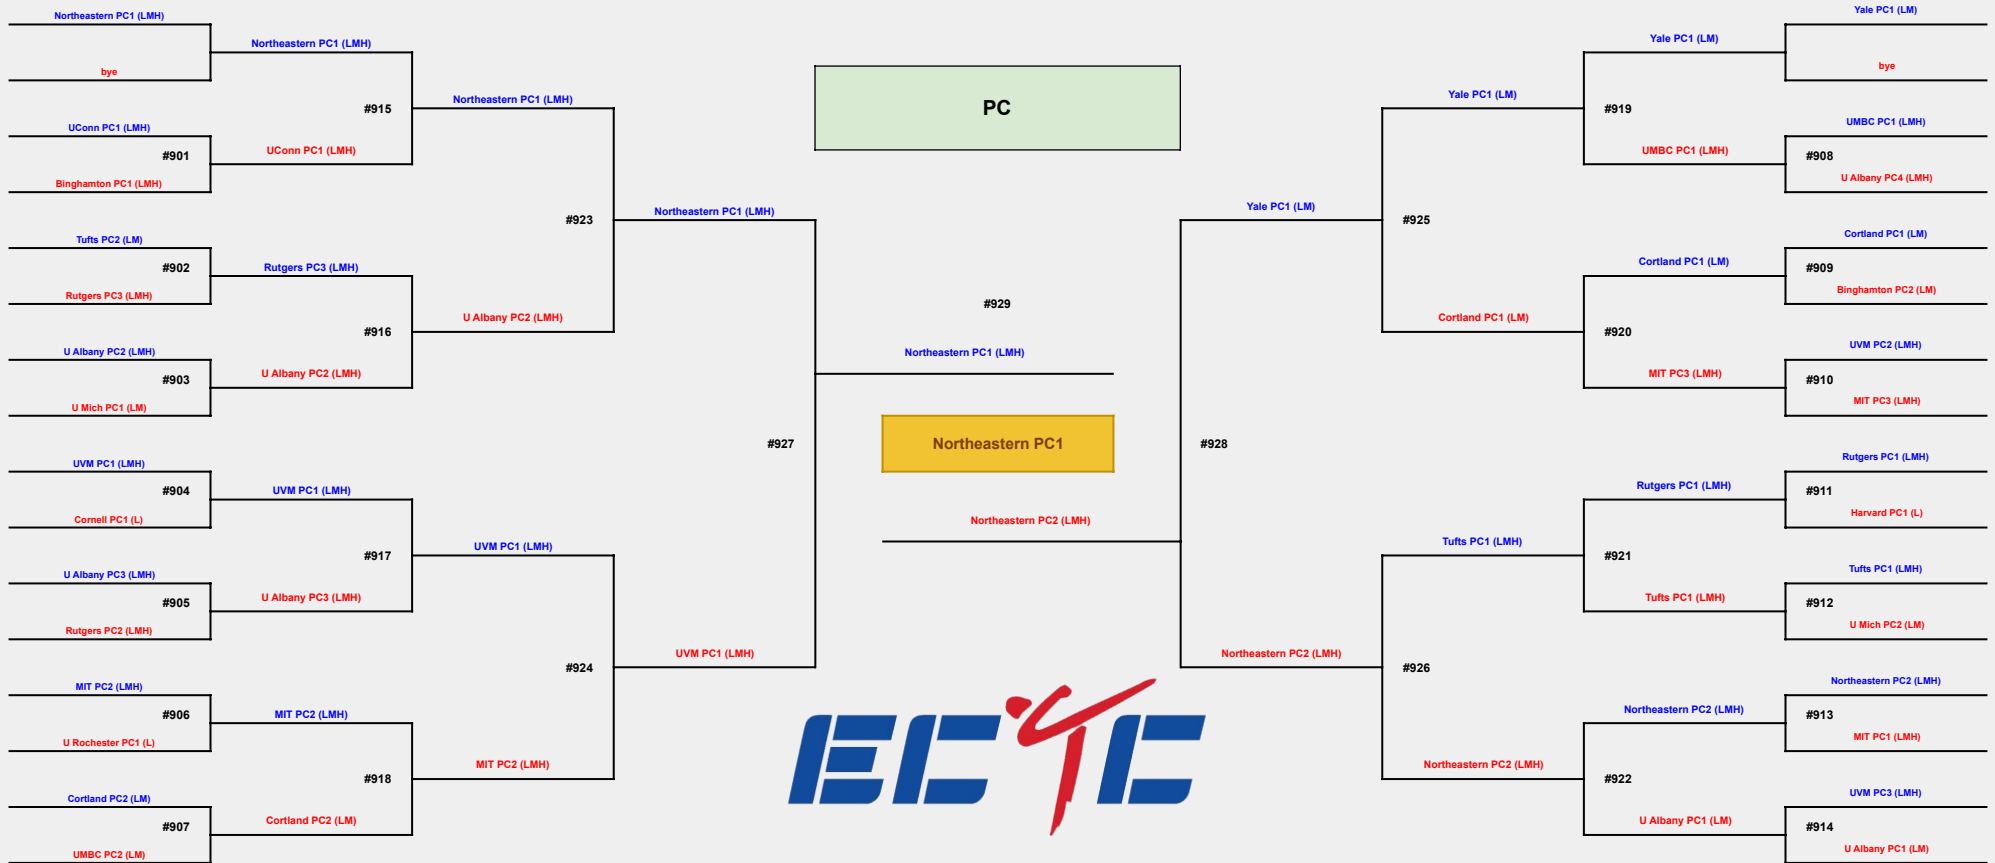 Northeastern PC1 (LMH)
bye
UConn PC1 (LMH)
#901
Binghamton PC1 (LMH)
Tufts PC2 (LM)
#902
Rutgers PC3 (LMH)
U Albany PC2 (LMH)
#903
U Mich PC1 (LM)
UVM PC1 (LMH)
#904
Cornell PC1 (L)
U Albany PC3 (LMH)
#905
Rutgers PC2 (LMH)
MIT PC2 (LMH)
#906
U Rochester PC1 (L)
Cortland PC2 (LM)
#907
UMBC PC2 (LM)
Northeastern PC1 (LMH)
#915
UConn PC1 (LMH)
Rutgers PC3 (LMH)
#916
U Albany PC2 (LMH)
UVM PC1 (LMH)
#917
U Albany PC3 (LMH)
MIT PC2 (LMH)
#918
Cortland PC2 (LM)
Northeastern PC1 (LMH)
#923
U Albany PC2 (LMH)
UVM PC1 (LMH)
#924
MIT PC2 (LMH)
Northeastern PC1 (LMH)
#927
UVM PC1 (LMH)
PC
#929
Northeastern PC1 (LMH)
Northeastern PC1
Northeastern PC2 (LMH)
ECTC
Yale PC1 (LM)
#928
Northeastern PC2 (LMH)
Yale PC1 (LM)
#925
Cortland PC1 (LM)
Tufts PC1 (LMH)
#926
Northeastern PC2 (LMH)
Yale PC1 (LM)
#919
UMBC PC1 (LMH)
Cortland PC1 (LM)
#920
MIT PC3 (LMH)
Rutgers PC1 (LMH)
#921
Tufts PC1 (LMH)
Northeastern PC2 (LMH)
#922
U Albany PC1 (LM)
Yale PC1 (LM)
bye
UMBC PC1 (LMH)
#908
U Albany PC4 (LMH)
Cortland PC1 (LM)
#909
Binghamton PC2 (LM)
UVM PC2 (LMH)
#910
MIT PC3 (LMH)
Rutgers PC1 (LMH)
#911
Harvard PC1 (L)
Tufts PC1 (LMH)
#912
U Mich PC2 (LM)
Northeastern PC2 (LMH)
#913
MIT PC1 (LMH)
UVM PC3 (LMH)
#914
U Albany PC1 (LM)